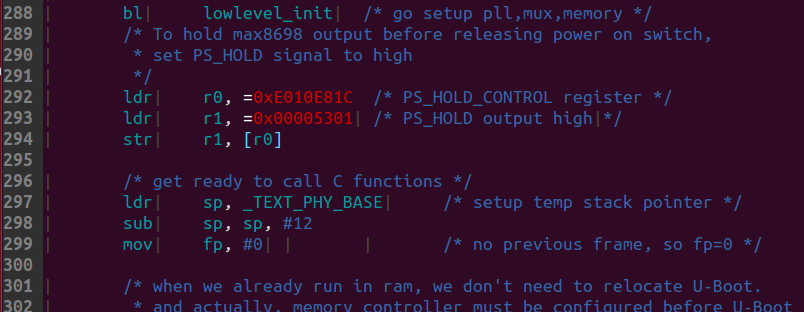 288 bl lowlevel_init /* go setup pll,mux,memory */
289 /* To hold max8698 output before releasing power on switch,
290 * set PS_HOLD signal to high
291 */
292 ldr r0, =0xE010E81C /* PS_HOLD_CONTROL register */
293 ldr r1, =0x00005301 /* PS_HOLD output high */
294 str r1, [r0]
295
296 /* get ready to call C functions */
297 ldr sp, _TEXT_PHY_BASE /* setup temp stack pointer */
298 sub sp, sp, #12
299 mov fp, #0 /* no previous frame, so fp=0 */
300
301 /* when we already run in ram, we don't need to relocate U-Boot.
302 * and actually, memory controller must be configured before U-Boot